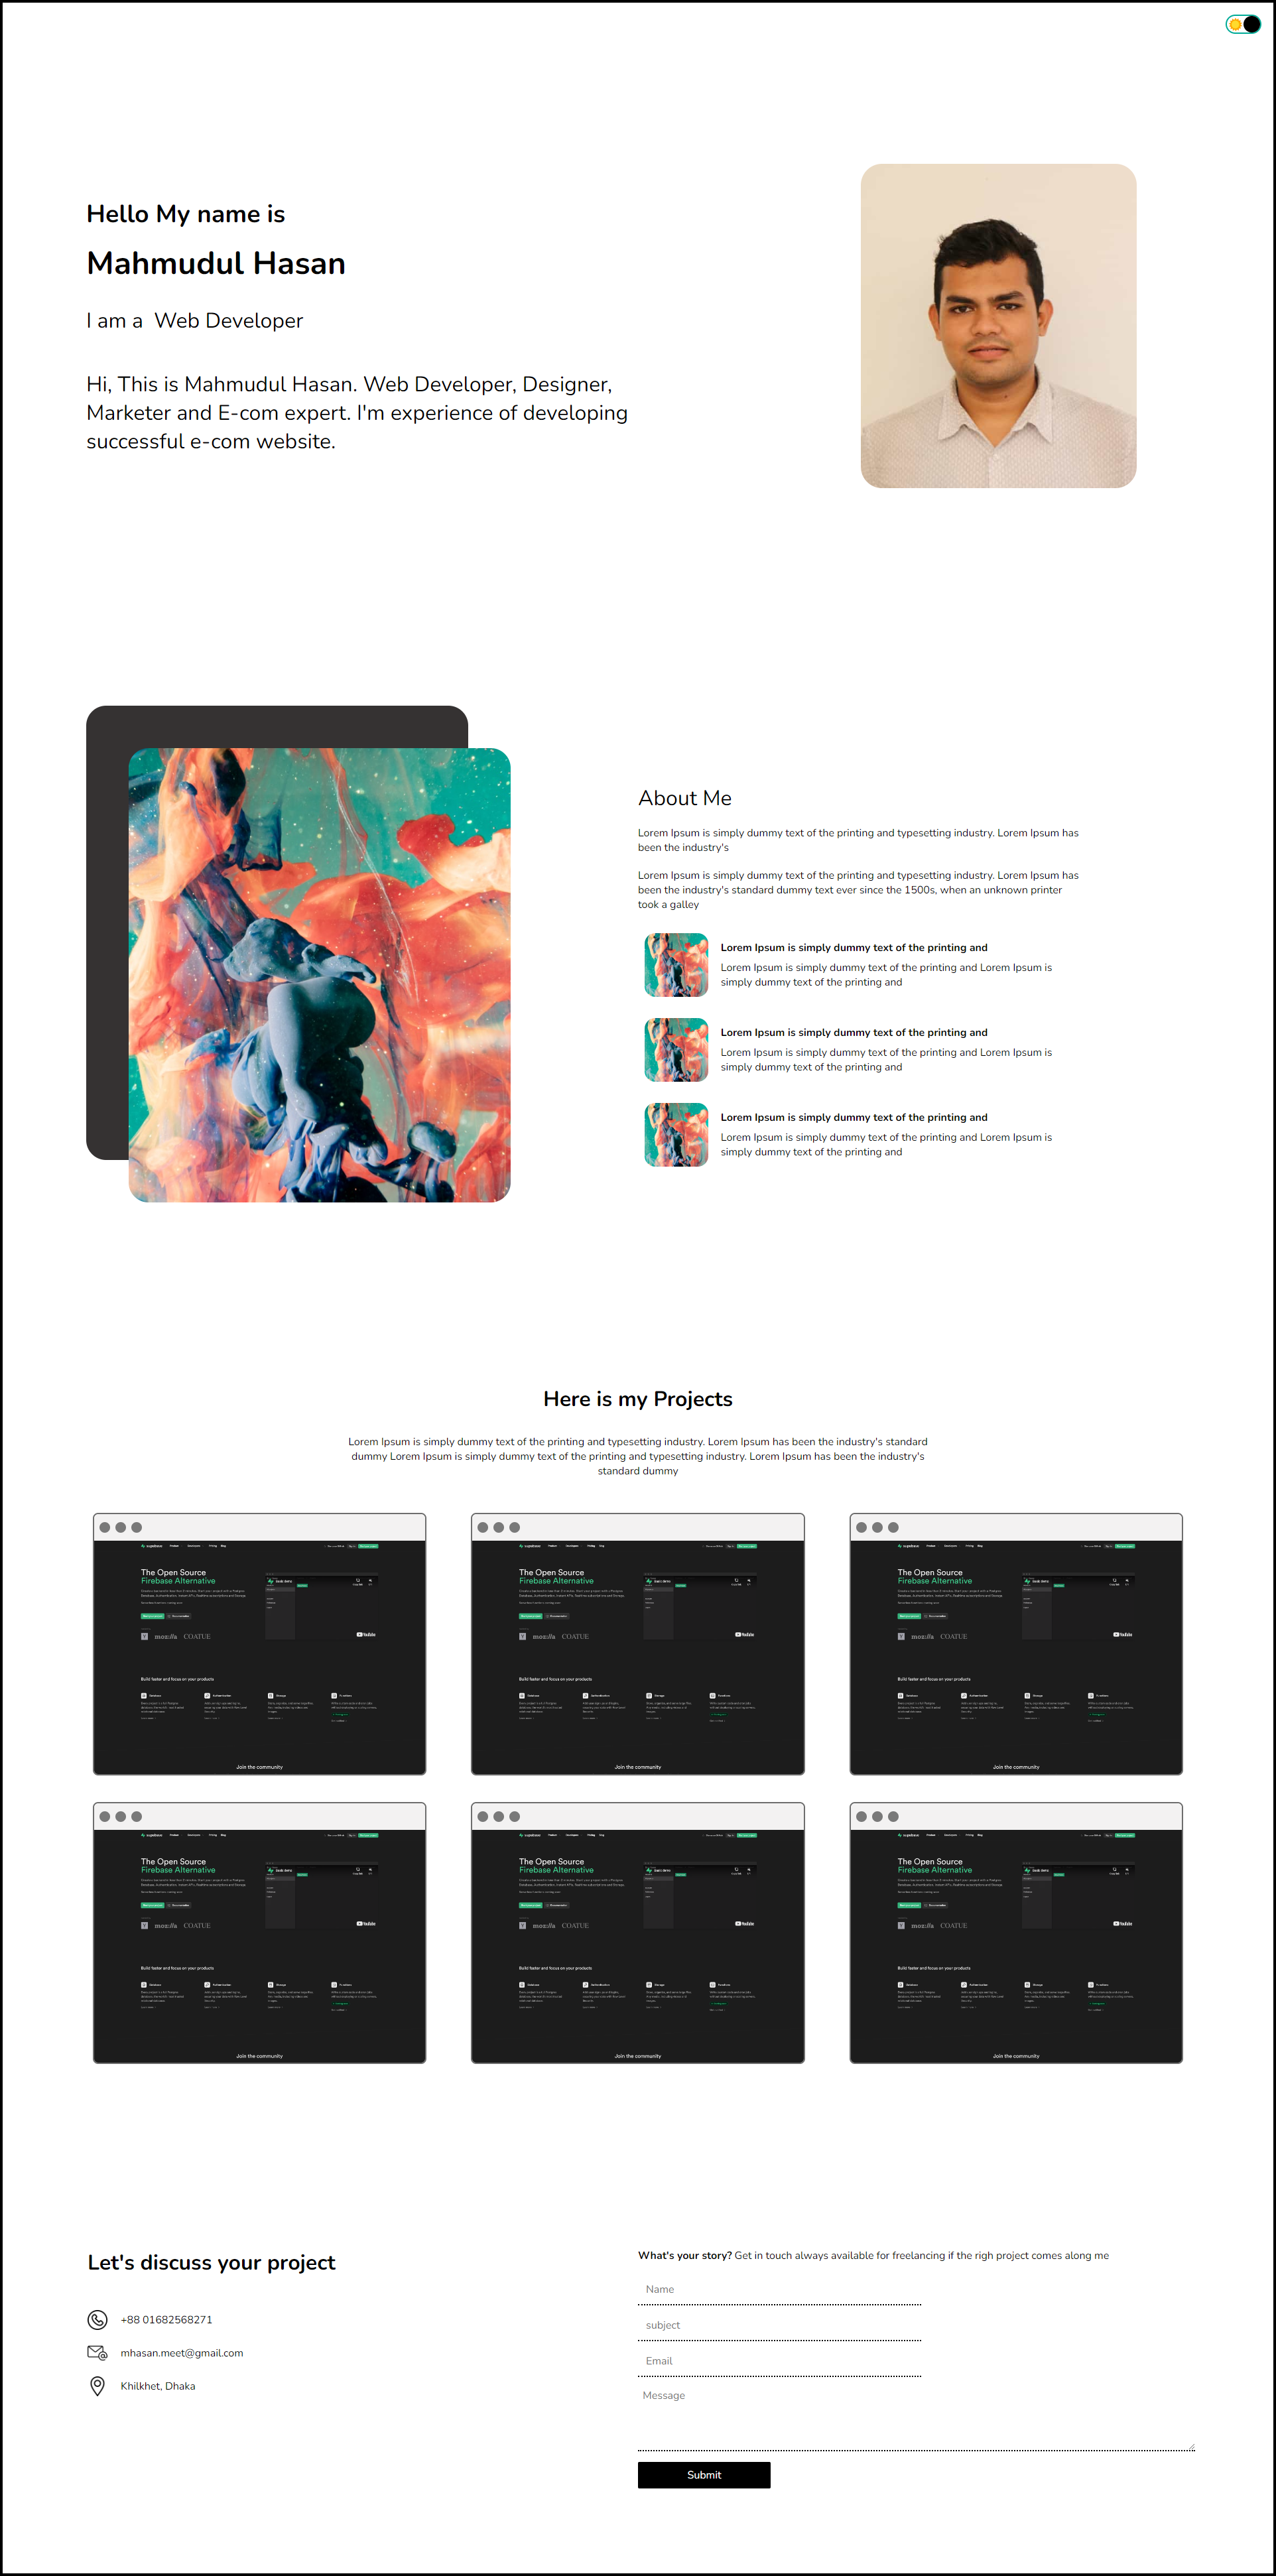 Hello My name is
Mahmudul Hasan
I am a Web Developer
Hi, This is Mahmudul Hasan. Web Developer, Designer,
Marketer and E-com expert. I'm experience of developing
successful e-com website.
About Me
Lorem Ipsum is simply dummy text of the printing and typesetting industry. Lorem Ipsum has
been the industry's
Lorem Ipsum is simply dummy text of the printing and typesetting industry. Lorem Ipsum has
been the industry's standard dummy text ever since the 1500s, when an unknown printer
took a galley
Lorem Ipsum is simply dummy text of the printing and
Lorem Ipsum is simply dummy text of the printing and Lorem Ipsum is
simply dummy text of the printing and
Lorem Ipsum is simply dummy text of the printing and
Lorem Ipsum is simply dummy text of the printing and Lorem Ipsum is
simply dummy text of the printing and
Lorem Ipsum is simply dummy text of the printing and
Lorem Ipsum is simply dummy text of the printing and Lorem Ipsum is
simply dummy text of the printing and
Here is my Projects
Lorem Ipsum is simply dummy text of the printing and typesetting industry. Lorem Ipsum has been the industry's standard
dummy Lorem Ipsum is simply dummy text of the printing and typesetting industry. Lorem Ipsum has been the industry's
standard dummy
The Open Source
Firebase Alternative
moz://a COATUE
YouTube
Build faster and focus on your products
Join the community
The Open Source
Firebase Alternative
moz://a COATUE
YouTube
Build faster and focus on your products
Join the community
The Open Source
Firebase Alternative
moz://a COATUE
YouTube
Build faster and focus on your products
Join the community
The Open Source
Firebase Alternative
moz://a COATUE
YouTube
Build faster and focus on your products
Join the community
The Open Source
Firebase Alternative
moz://a COATUE
YouTube
Build faster and focus on your products
Join the community
The Open Source
Firebase Alternative
moz://a COATUE
YouTube
Build faster and focus on your products
Join the community
Let's discuss your project
+88 01682568271
mhasan.meet@gmail.com
Khilkhet, Dhaka
What's your story? Get in touch always available for freelancing if the righ project comes along me
Name
subject
Email
Message
Submit